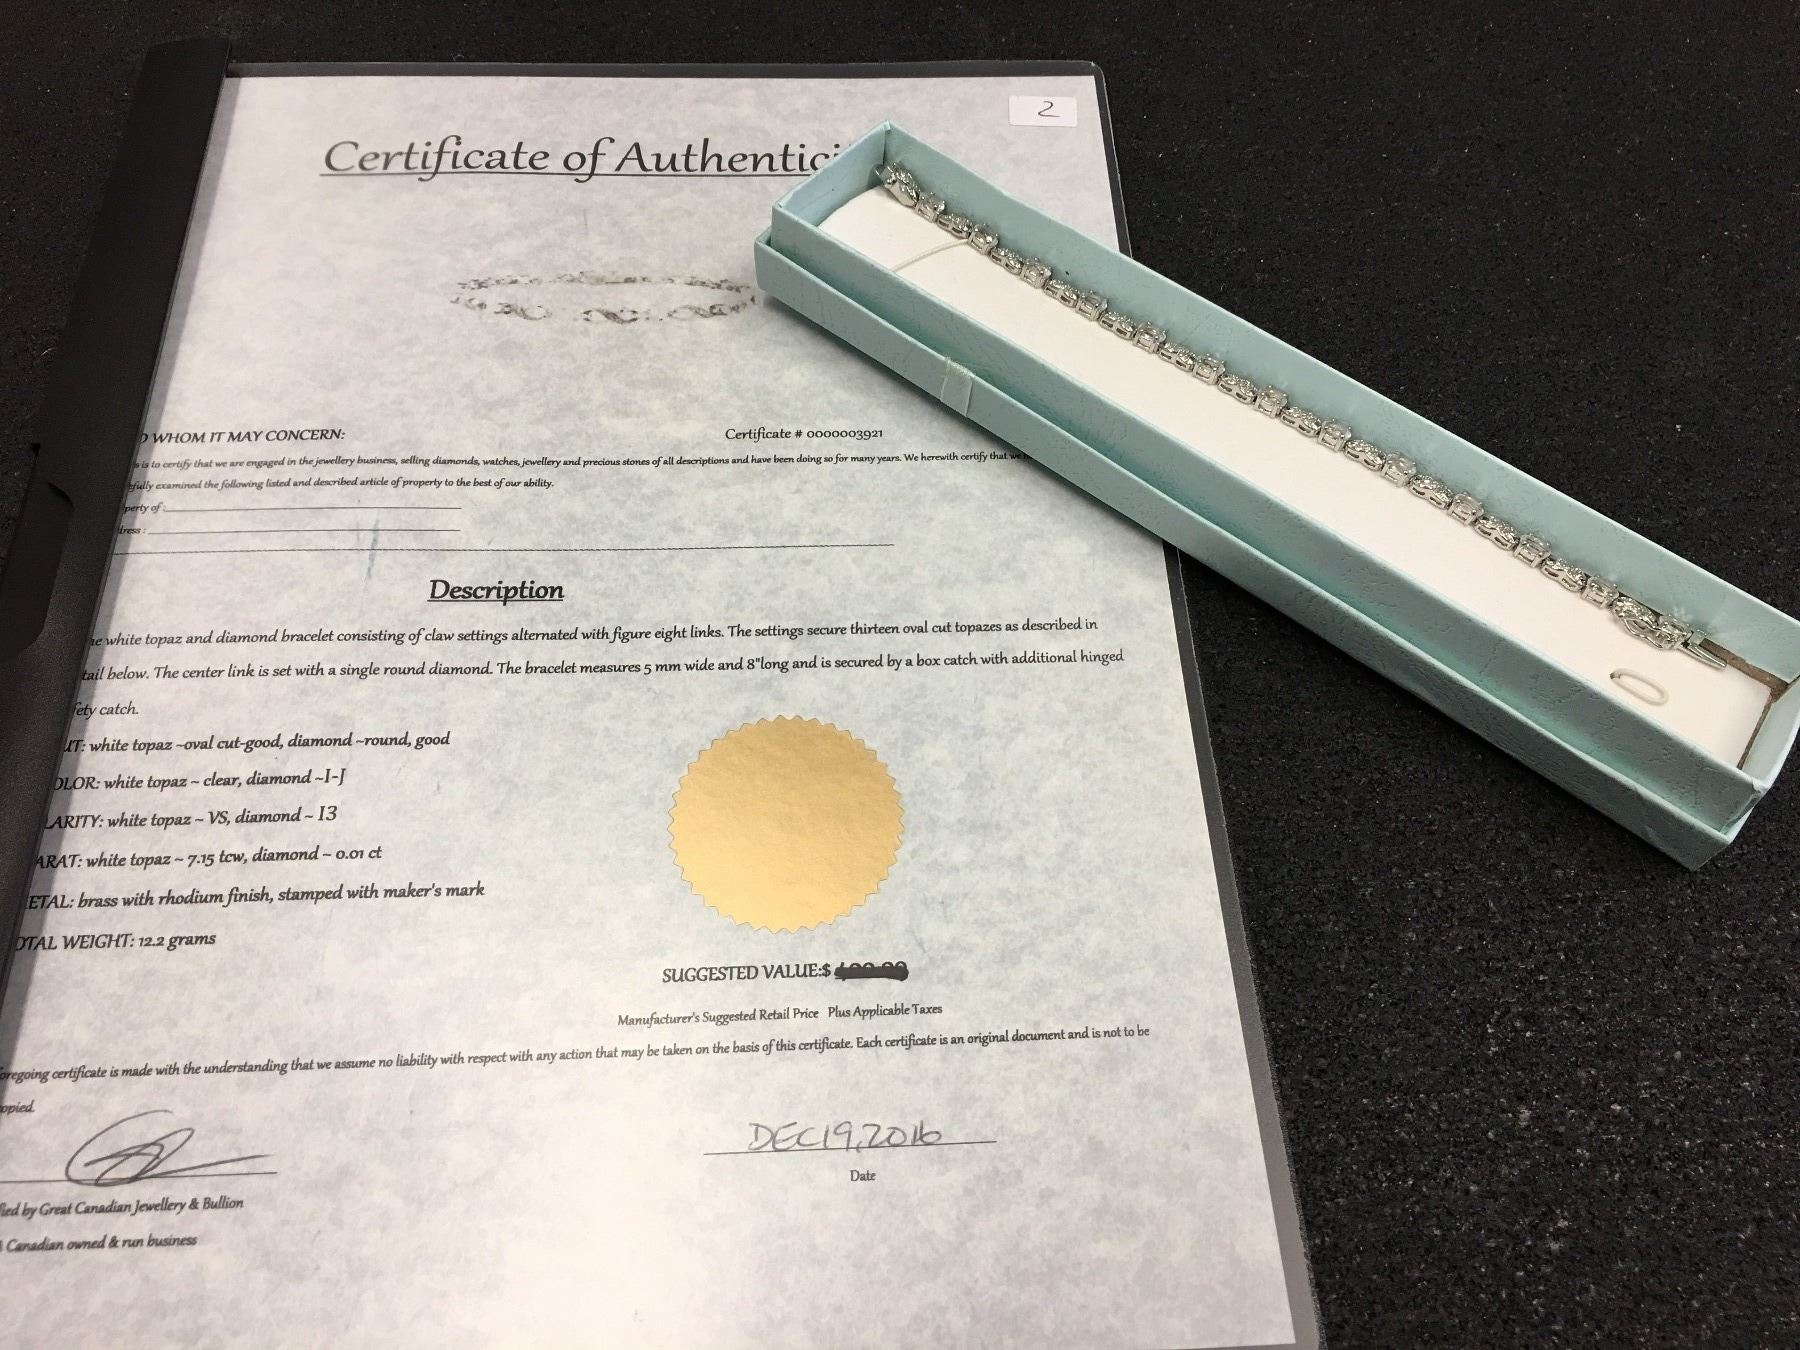 2
Certificate of Authentici
O WHOM IT MAY CONCERN:
Certificate # 0000003921
s is to certify that we are engaged in the jewellery business, selling diamonds, watches, jewellery and precious stones of all descriptions and have been doing so for many years. We herewith certify that we
efully examined the following listed and described article of property to the best of our ability.
perty of:
dress:
Description
ne white topaz and diamond bracelet consisting of claw settings alternated with figure eight links. The settings secure thirteen oval cut topazes as described in
tail below. The center link is set with a single round diamond. The bracelet measures 5 mm wide and 8"long and is secured by a box catch with additional hinged
fety catch.
UT: white topaz ~oval cut-good, diamond ~round, good
OLOR: white topaz ~ clear, diamond ~I-J
LARITY: white topaz ~ VS, diamond ~ I3
ARAT: white topaz ~ 7.15 tcw, diamond ~ 0.01 ct
ETAL: brass with rhodium finish, stamped with maker's mark
OTAL WEIGHT: 12.2 grams
SUGGESTED VALUE:$
Manufacturer's Suggested Retail Price Plus Applicable Taxes
oregoing certificate is made with the understanding that we assume no liability with respect with any action that may be taken on the basis of this certificate. Each certificate is an original document and is not to be
opied.
DEC 19, 2016
Date
fied by Great Canadian Jewellery & Bullion
Canadian owned & run business